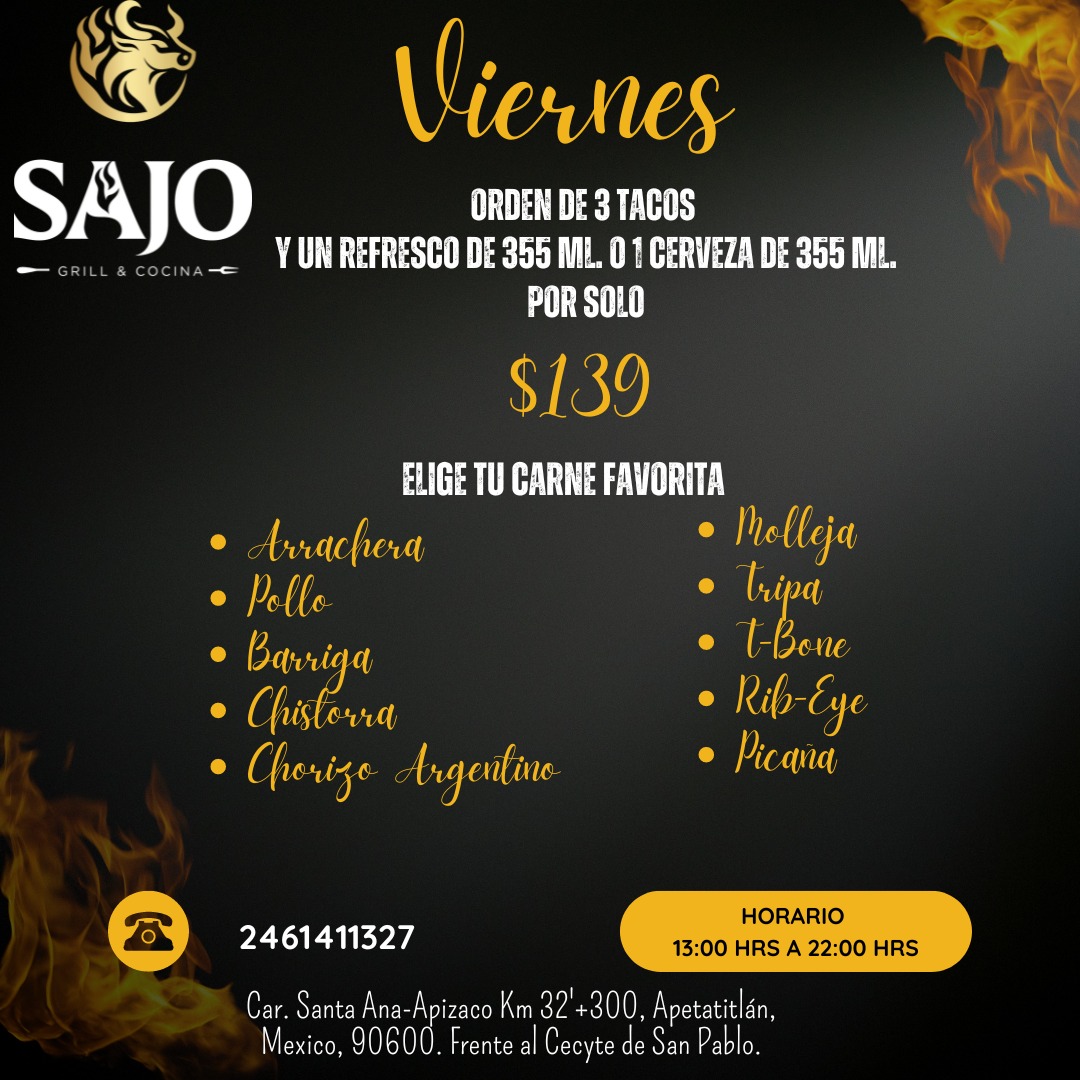 SAJO
GRILL & COCINA
Viernes
ORDEN DE 3 TACOS
Y UN REFRESCO DE 355 ML. O 1 CERVEZA DE 355 ML.
POR SOLO
$139
ELIGE TU CARNE FAVORITA
• Arrachera
• Pollo
• Barriga
• Chistorra
• Chorizo Argentino
• Molleja
• Tripa
• T-Bone
• Rib-Eye
• Picaña
2461411327
HORARIO
13:00 HRS A 22:00 HRS
Car. Santa Ana-Apizaco Km 32'+300, Apetatitlán,
Mexico, 90600. Frente al Cecyte de San Pablo.